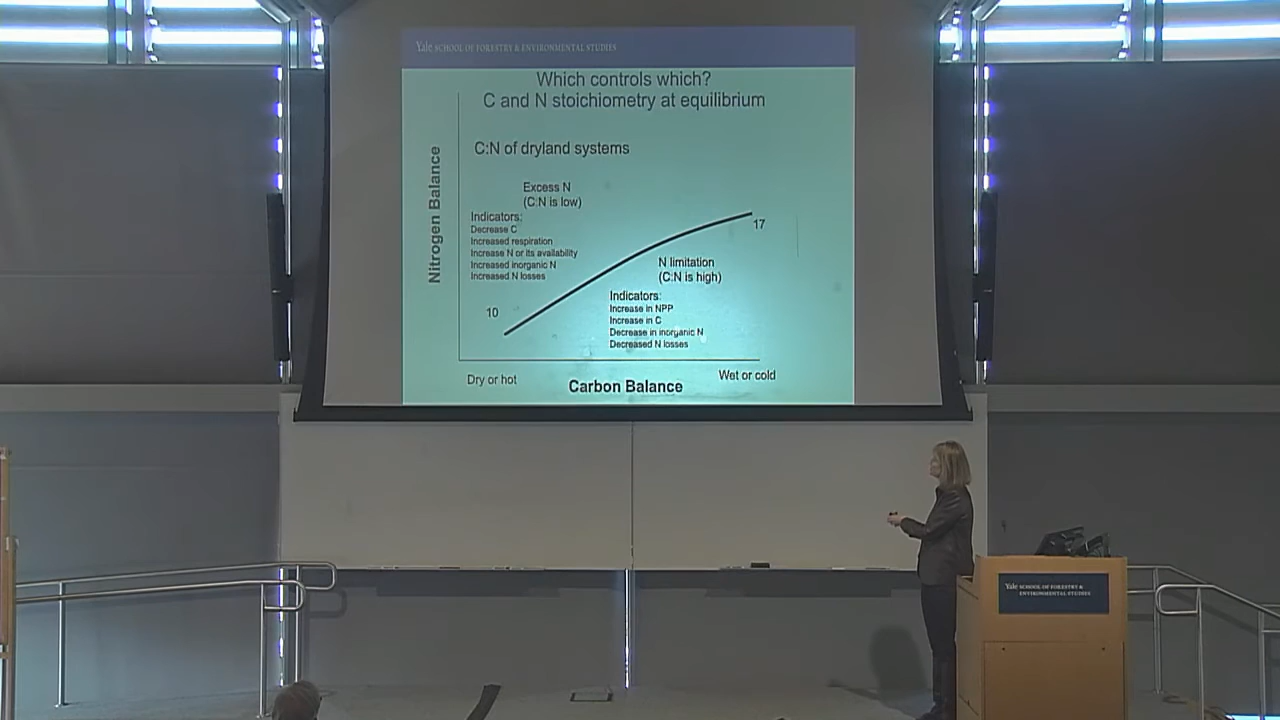 Yale SCHOOL OF FORESTRY & ENVIRONMENTAL STUDIES
Which controls which?
C and N stoichiometry at equilibrium
C:N of dryland systems
Nitrogen Balance
Excess N
(C:N is low)
Indicators:
Decrease C
Increased respiration
Increase N or its availability
Increased inorganic N
Increased N losses
17
N limitation
(C:N is high)
Indicators:
Increase in NPP
Increase in C
Decrease in inorganic N
Decreased N losses
10
Dry or hot
Carbon Balance
Wet or cold
Yale SCHOOL OF FORESTRY &
ENVIRONMENTAL STUDIES